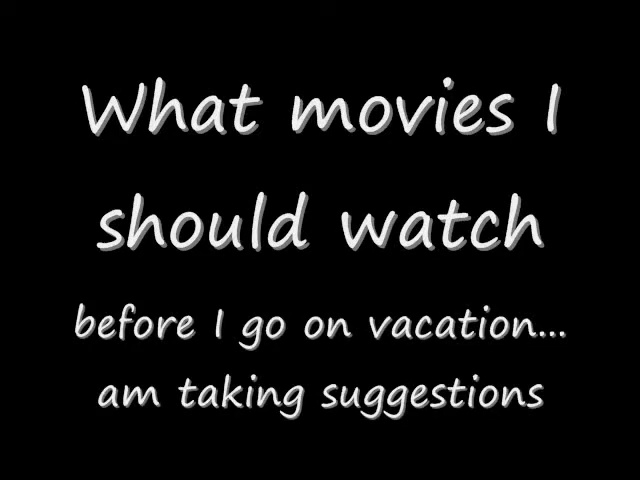 What movies I
should watch
before I go on vacation...
am taking suggestions